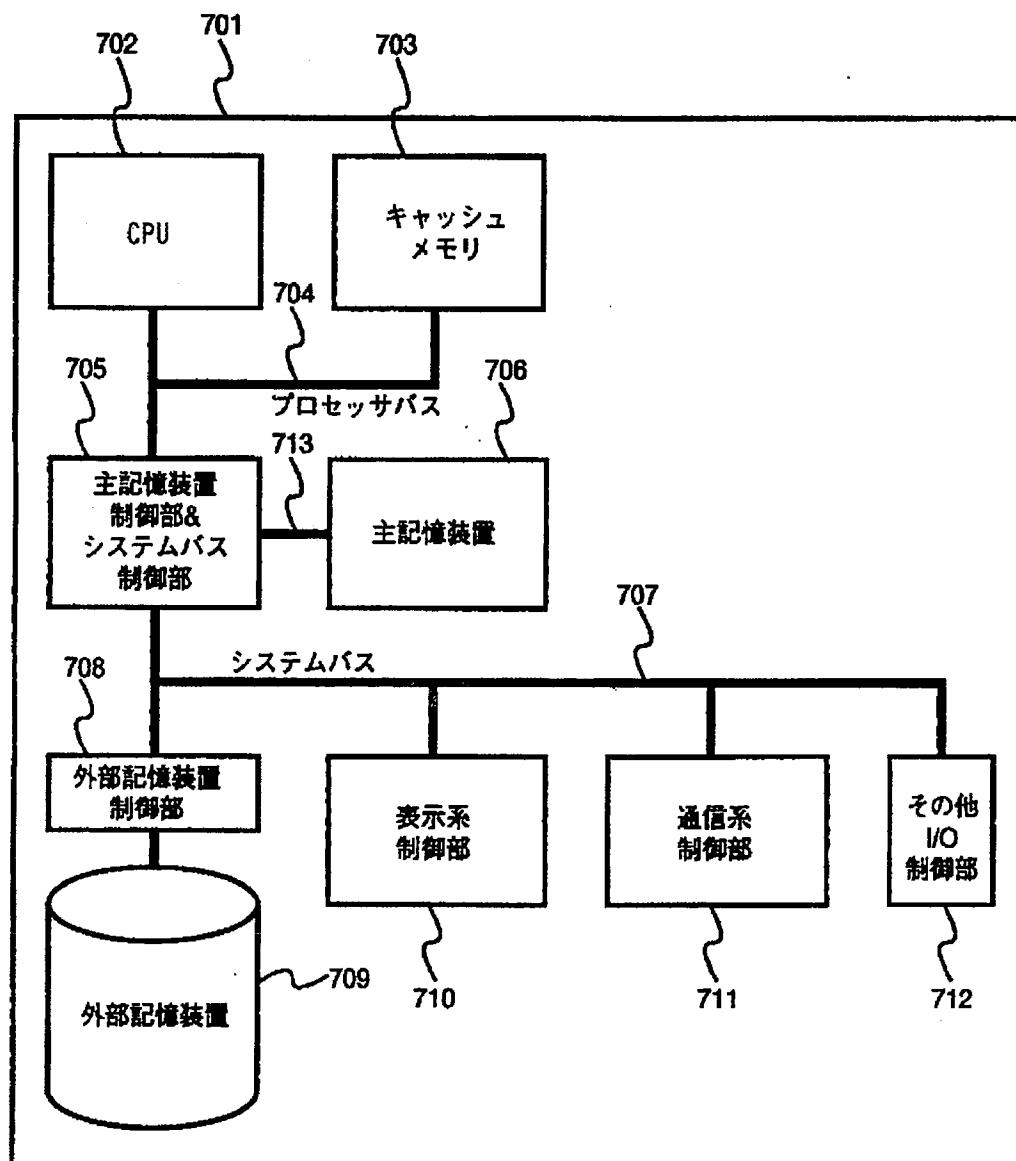 702
701
703
CPU
キャッシュ
メモリ
704
プロセッサバス
705
706
713
主記憶装置
制御部&
システムバス
制御部
主記憶装置
707
708
システムバス
外部記憶装置
制御部
表示系
制御部
通信系
制御部
その他
I/O
制御部
709
外部記憶装置
710
711
712